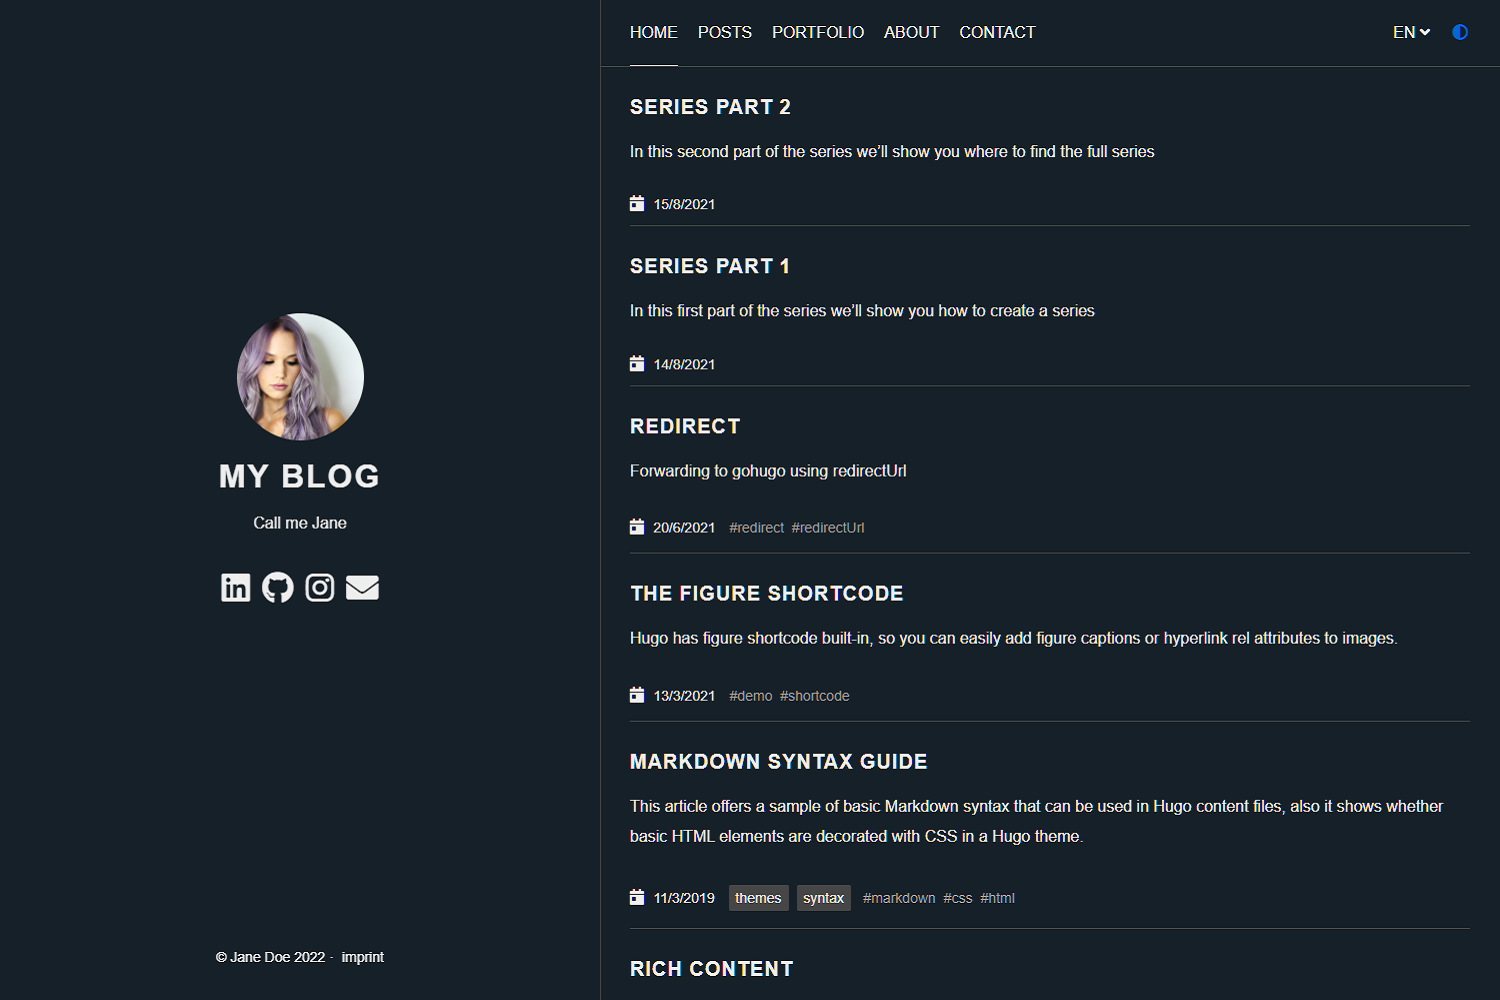 MY BLOG
Call me Jane
© Jane Doe 2022 · imprint
HOME POSTS PORTFOLIO ABOUT CONTACT EN
SERIES PART 2
In this second part of the series we’ll show you where to find the full series
15/8/2021
SERIES PART 1
In this first part of the series we’ll show you how to create a series
14/8/2021
REDIRECT
Forwarding to gohugo using redirectUrl
20/6/2021 #redirect #redirectUrl
THE FIGURE SHORTCODE
Hugo has figure shortcode built-in, so you can easily add figure captions or hyperlink rel attributes to images.
13/3/2021 #demo #shortcode
MARKDOWN SYNTAX GUIDE
This article offers a sample of basic Markdown syntax that can be used in Hugo content files, also it shows whether
basic HTML elements are decorated with CSS in a Hugo theme.
11/3/2019 themes syntax #markdown #css #html
RICH CONTENT